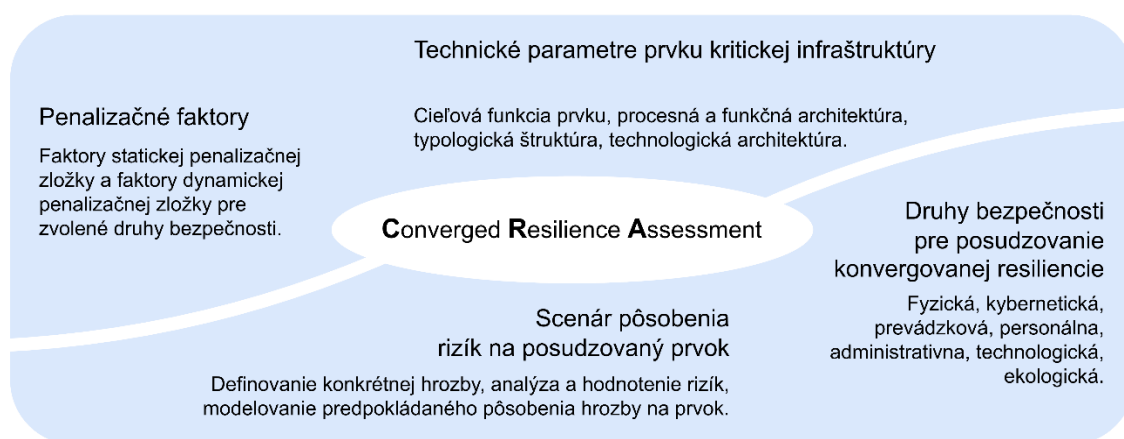 Technické parametre prvku kritickej infraštruktúry
Cieľová funkcia prvku, procesná a funkčná architektúra,
typologická štruktúra, technologická architektúra.
Penalizačné faktory
Faktory statickej penalizačnej
zložky a faktory dynamickej
penalizačnej zložky pre
zvolené druhy bezpečnosti.
Converged Resilience Assessment
Druhy bezpečnosti
pre posudzovanie
konvergovanej resiliencie
Fyzická, kybernetická,
prevádzková, personálna,
administrativna, technologická,
ekologická.
Scenár pôsobenia
rizík na posudzovaný prvok
Definovanie konkrétnej hrozby, analýza a hodnotenie rizík,
modelovanie predpokladaného pôsobenia hrozby na prvok.